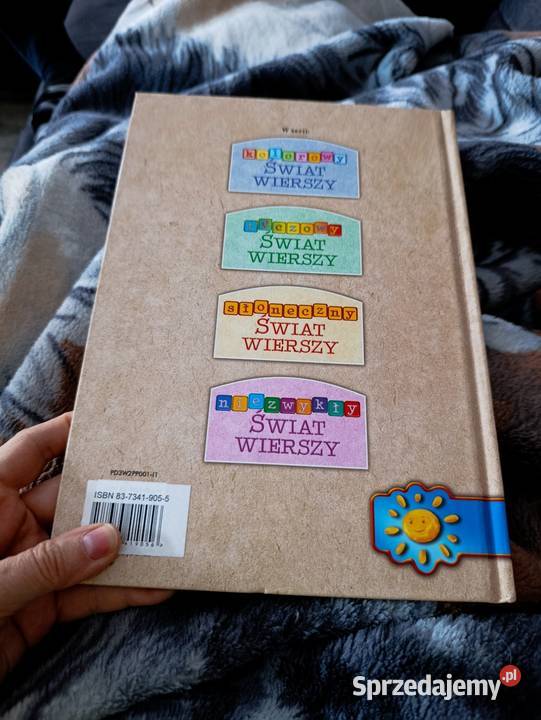 W serii:
kolorowy
ŚWIAT
WIERSZY
tęczowy
ŚWIAT
WIERSZY
słoneczny
ŚWIAT
WIERSZY
niezwykły
ŚWIAT
WIERSZY
PD3W2PP001-IT
ISBN 83-7341-905-5
Sprzedajemy.pl